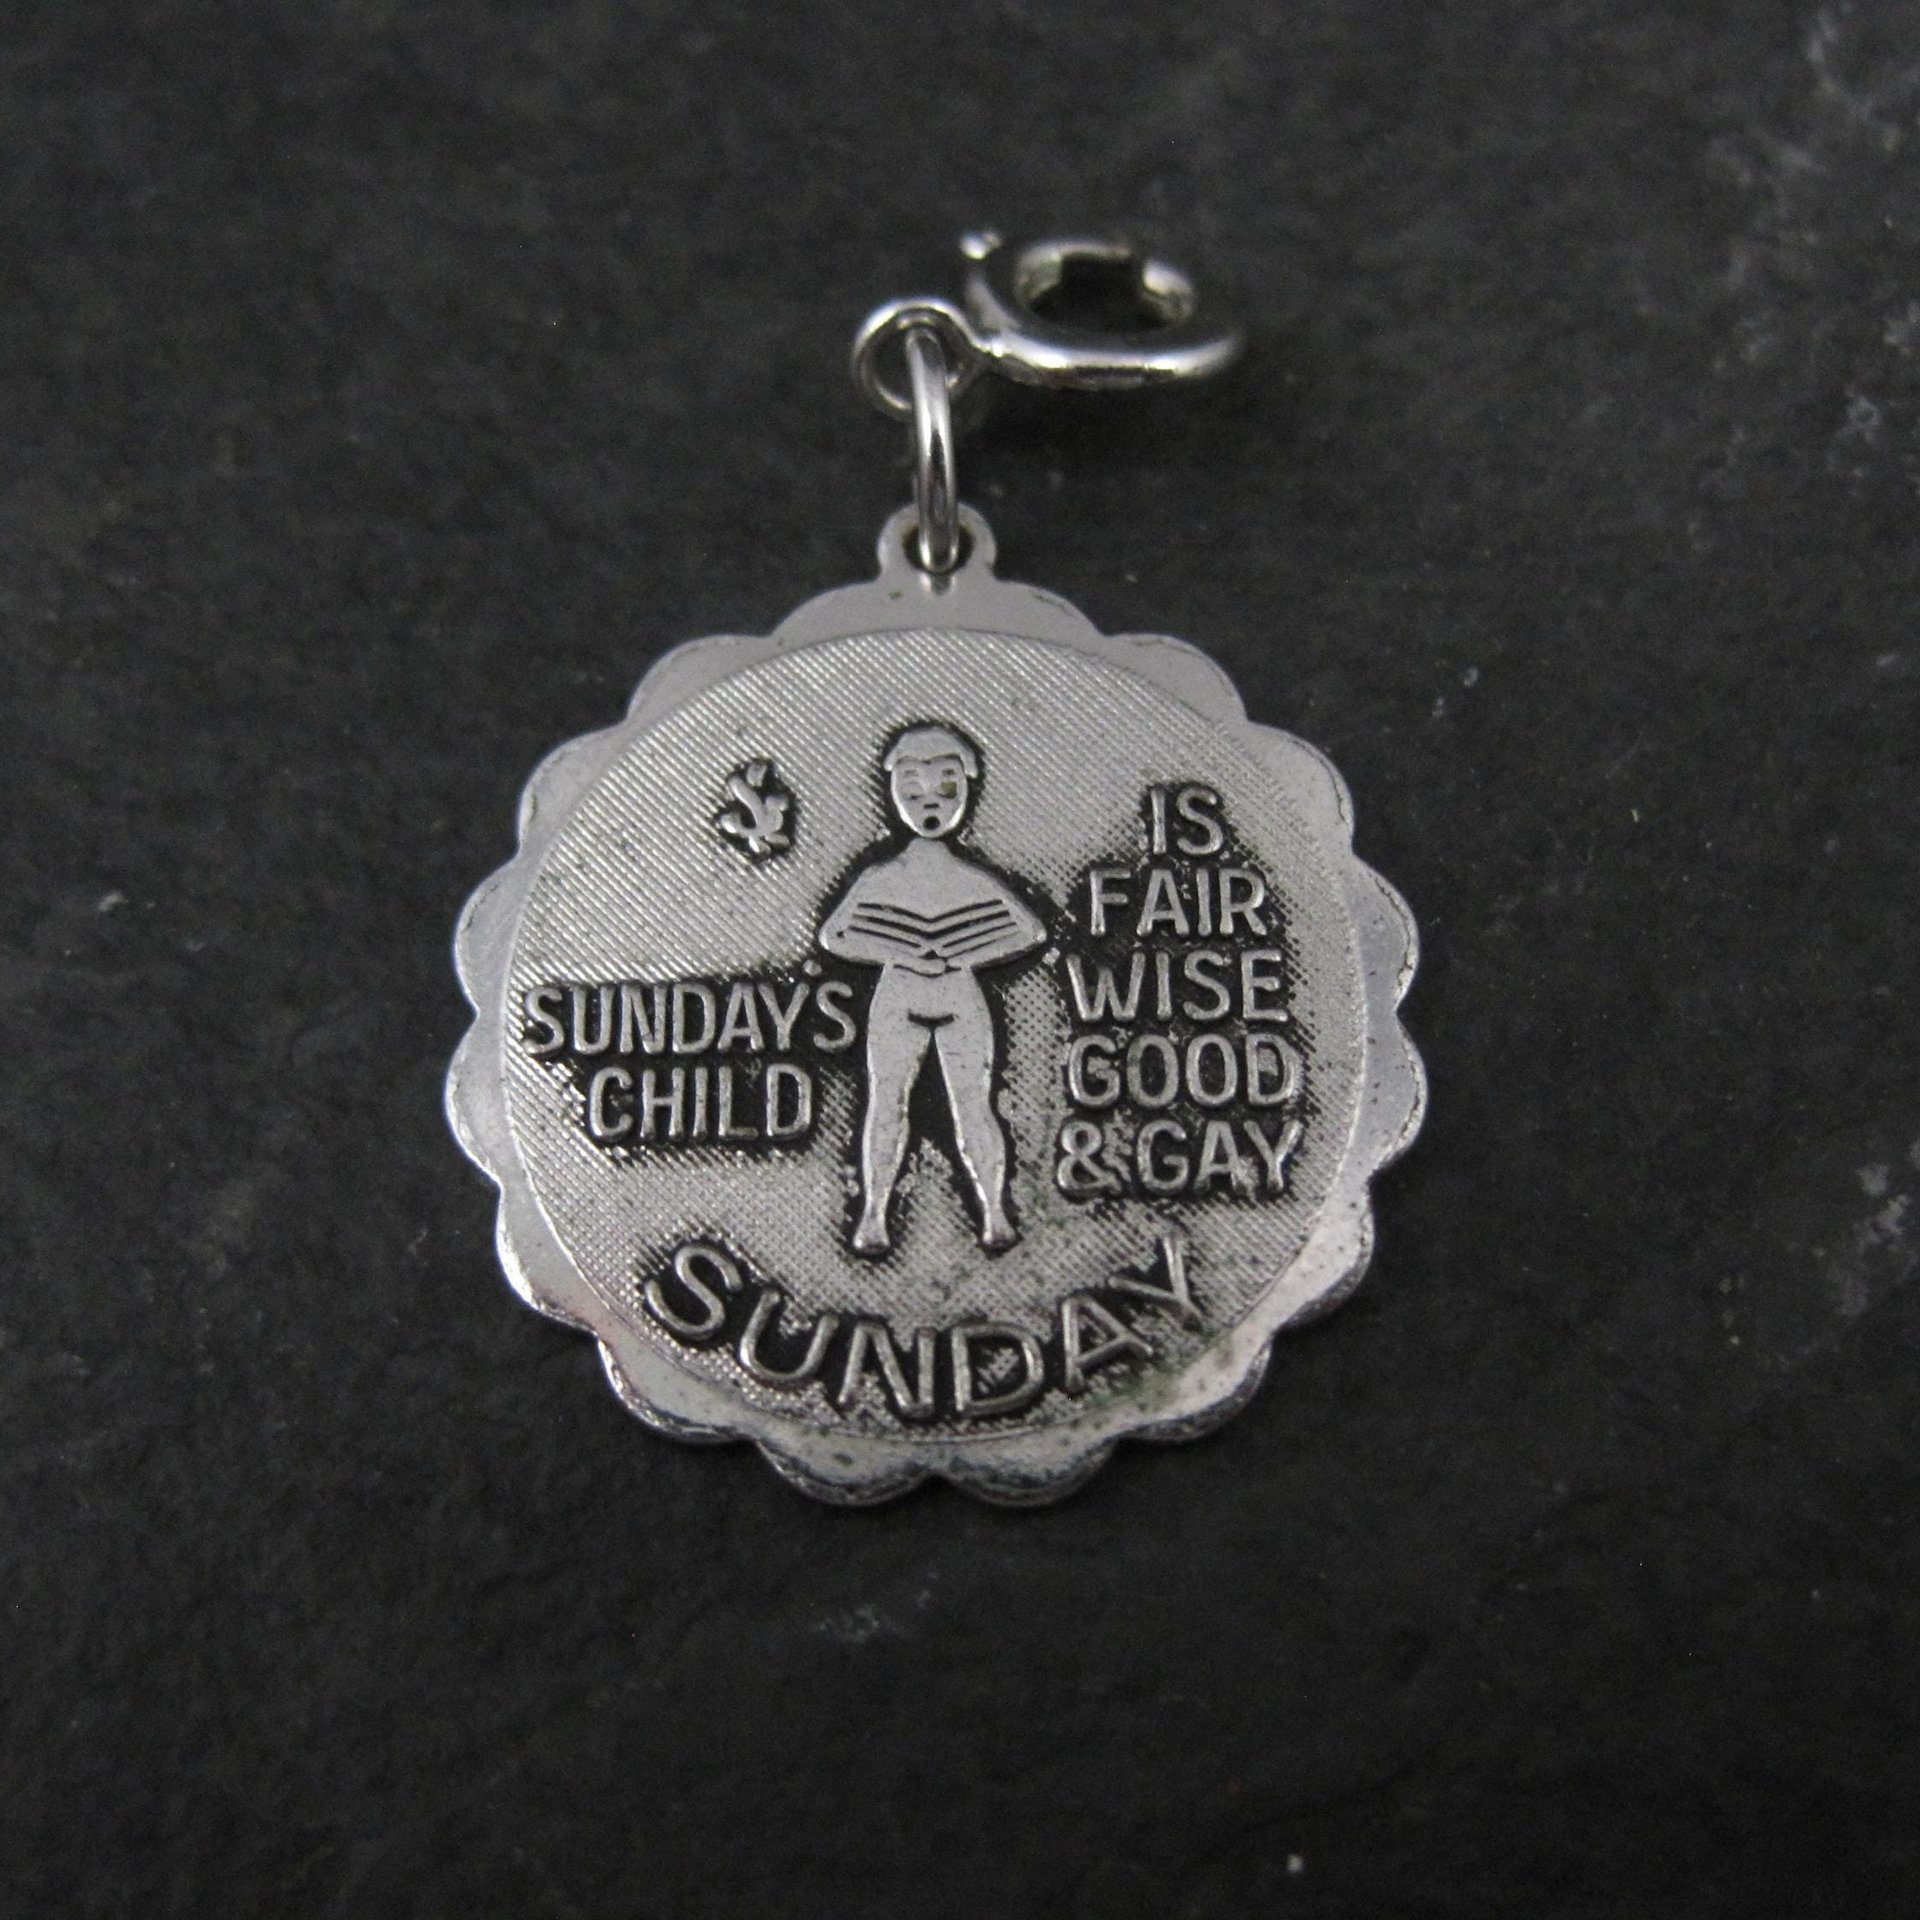 SUNDAY'S
CHILD
IS
FAIR
WISE
GOOD
& GAY
SUNDAY